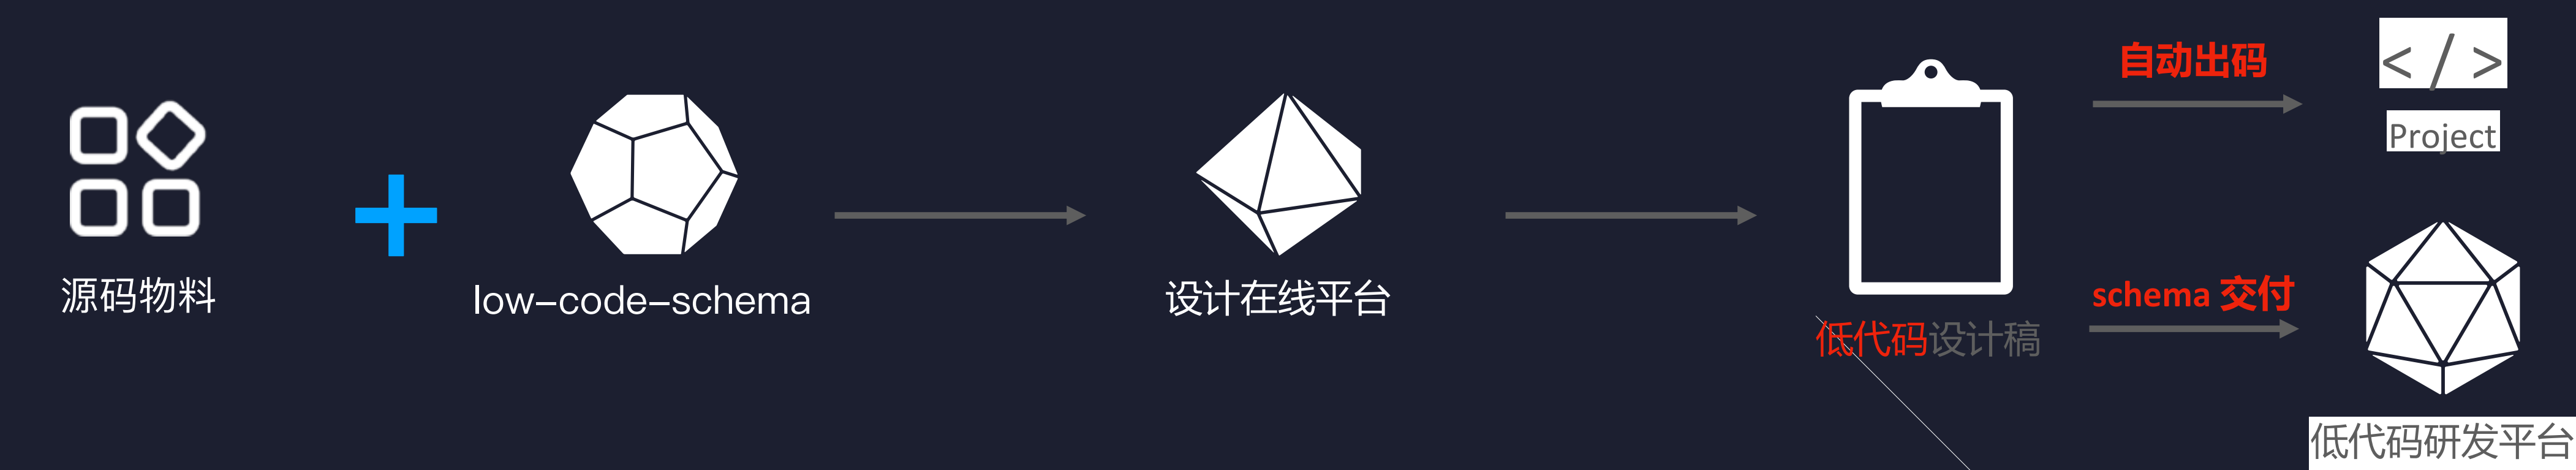 源码物料
low-code-schema
设计在线平台
低代码设计稿
自动出码
</>
Project
schema 交付
低代码研发平台